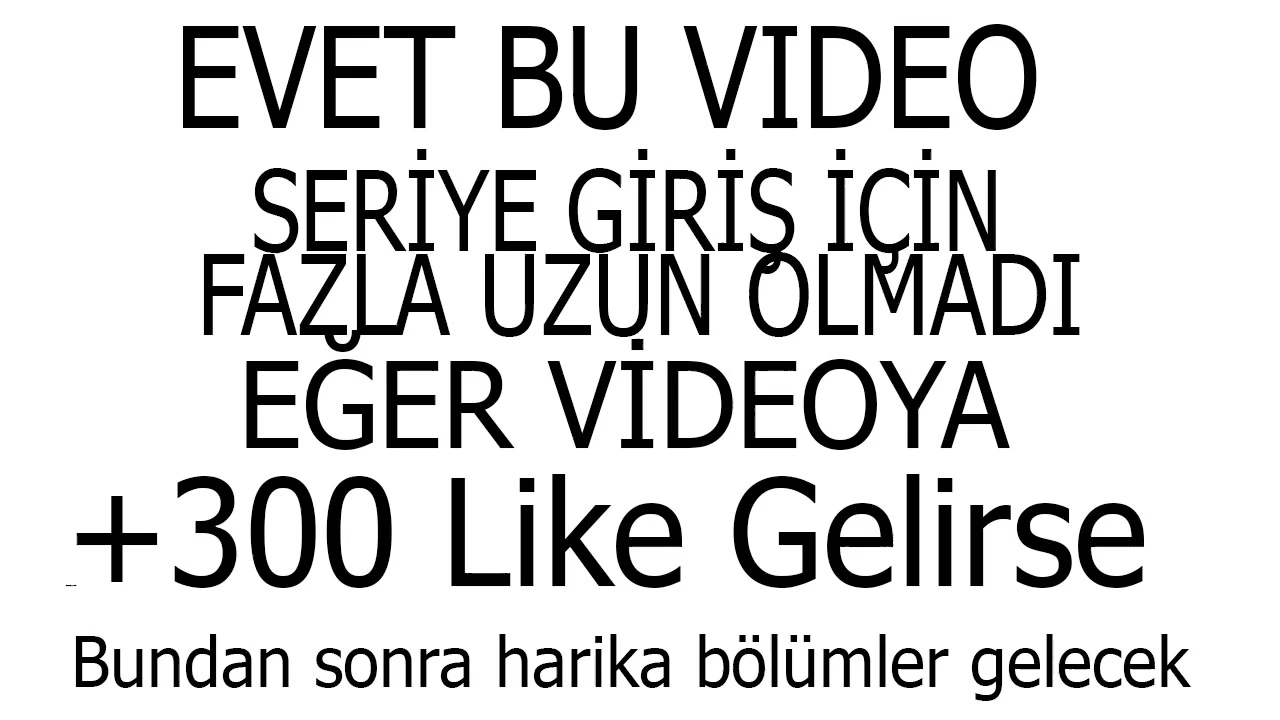 EVET BU VIDEO
SERİYE GİRİŞ İÇİN
FAZLA UZUN OLMADI
EĞER VİDEOYA
+300 Like Gelirse
Bundan sonra harika bölümler gelecek